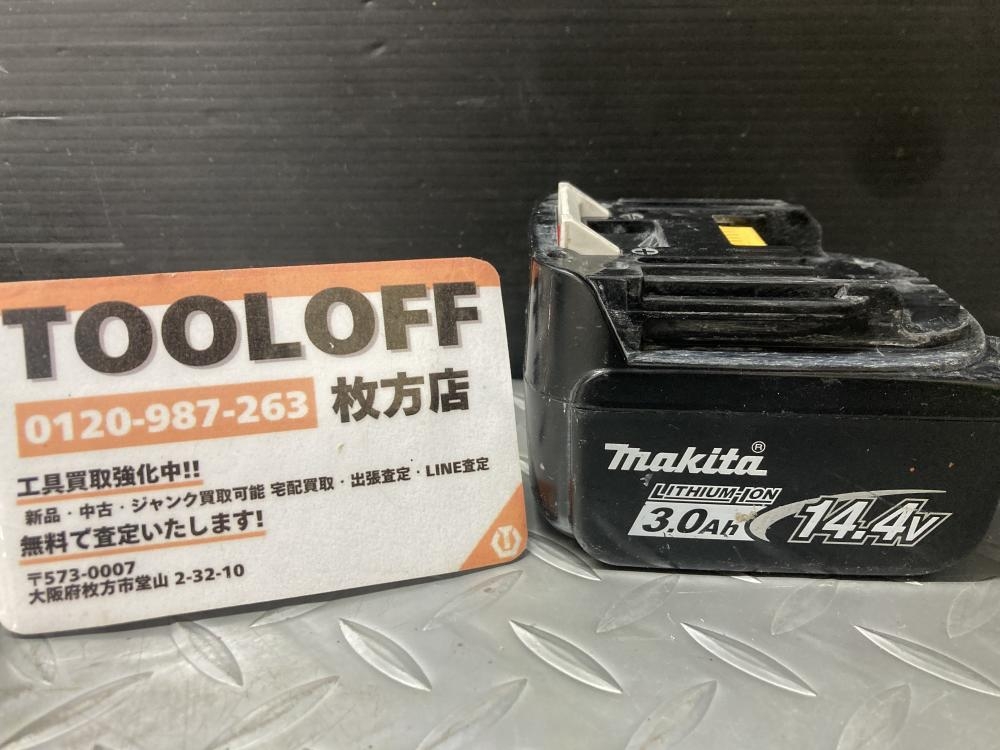 TOOLOFF
0120-987-263 枚方店
工具買取強化中!!
新品・中古・ジャンク買取可能 宅配買取・出張査定・LINE査定
無料で査定いたします!
〒573-0007
大阪府枚方市堂山 2-32-10
makita®
LITHIUM-ION
3.0Ah 14.4V